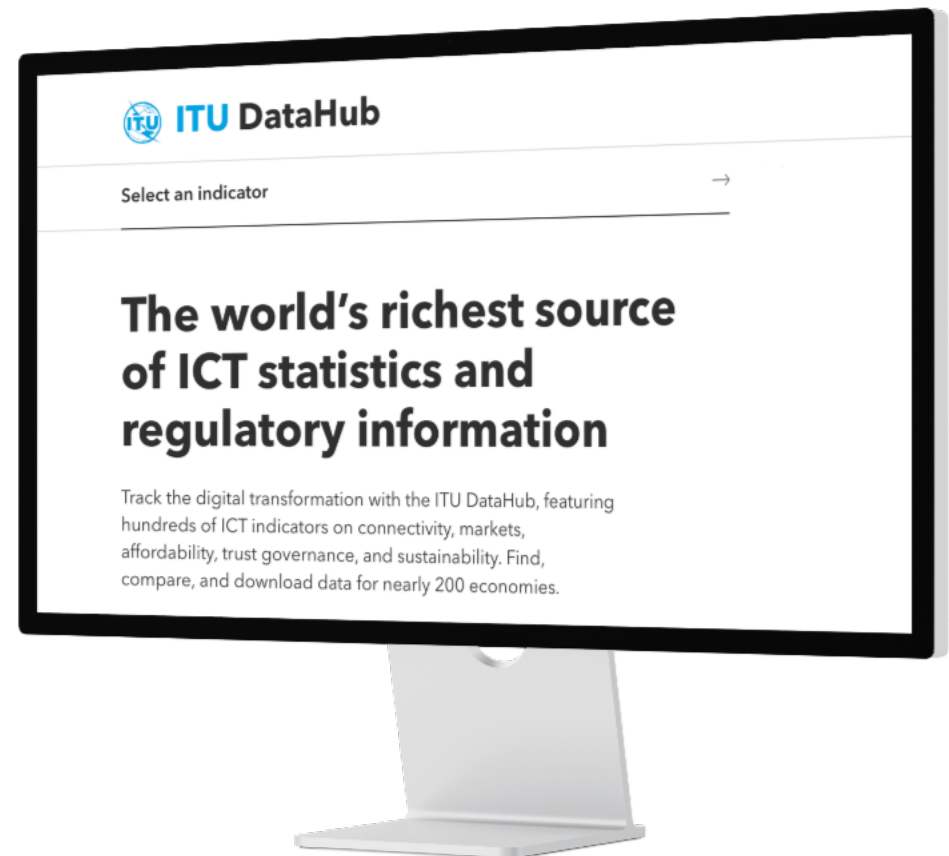 ITU ITU DataHub
Select an indicator →
The world's richest source
of ICT statistics and
regulatory information
Track the digital transformation with the ITU DataHub, featuring
hundreds of ICT indicators on connectivity, markets,
affordability, trust governance, and sustainability. Find,
compare, and download data for nearly 200 economies.